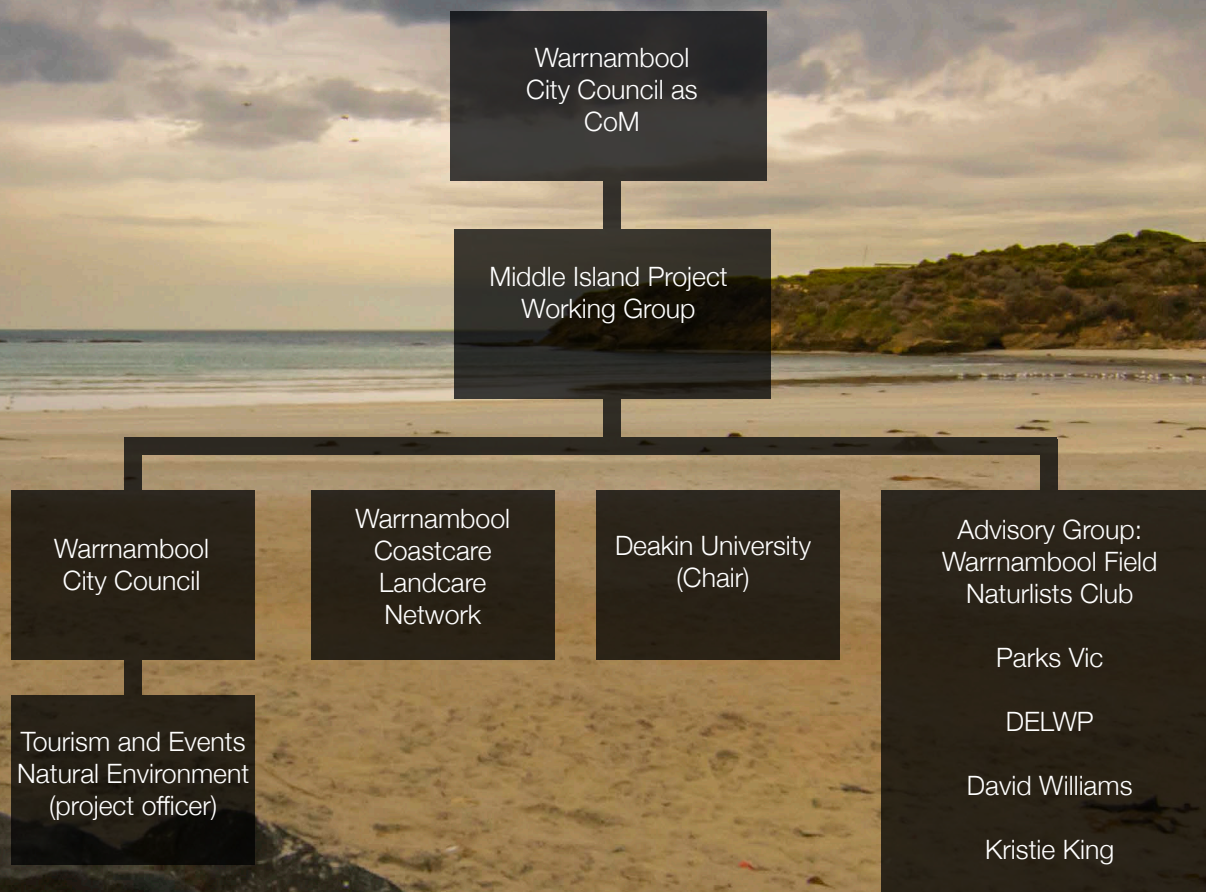 Warrnambool
City Council as
CoM
Middle Island Project
Working Group
Warrnambool
City Council
Warrnambool
Coastcare
Landcare
Network
Deakin University
(Chair)
Advisory Group:
Warrnambool Field
Naturlists Club
Parks Vic
DELWP
David Williams
Kristie King
Tourism and Events
Natural Environment
(project officer)